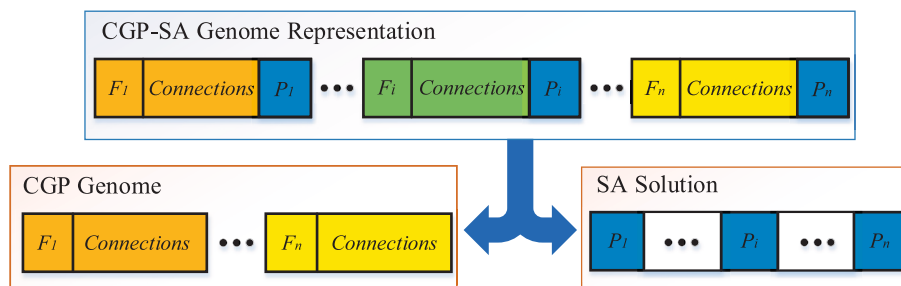 CGP-SA Genome Representation
F1 Connections P1 ••• Fi Connections Pi ••• Fn Connections Pn
CGP Genome
F1 Connections ••• Fn Connections
SA Solution
P1 ••• Pi ••• Pn